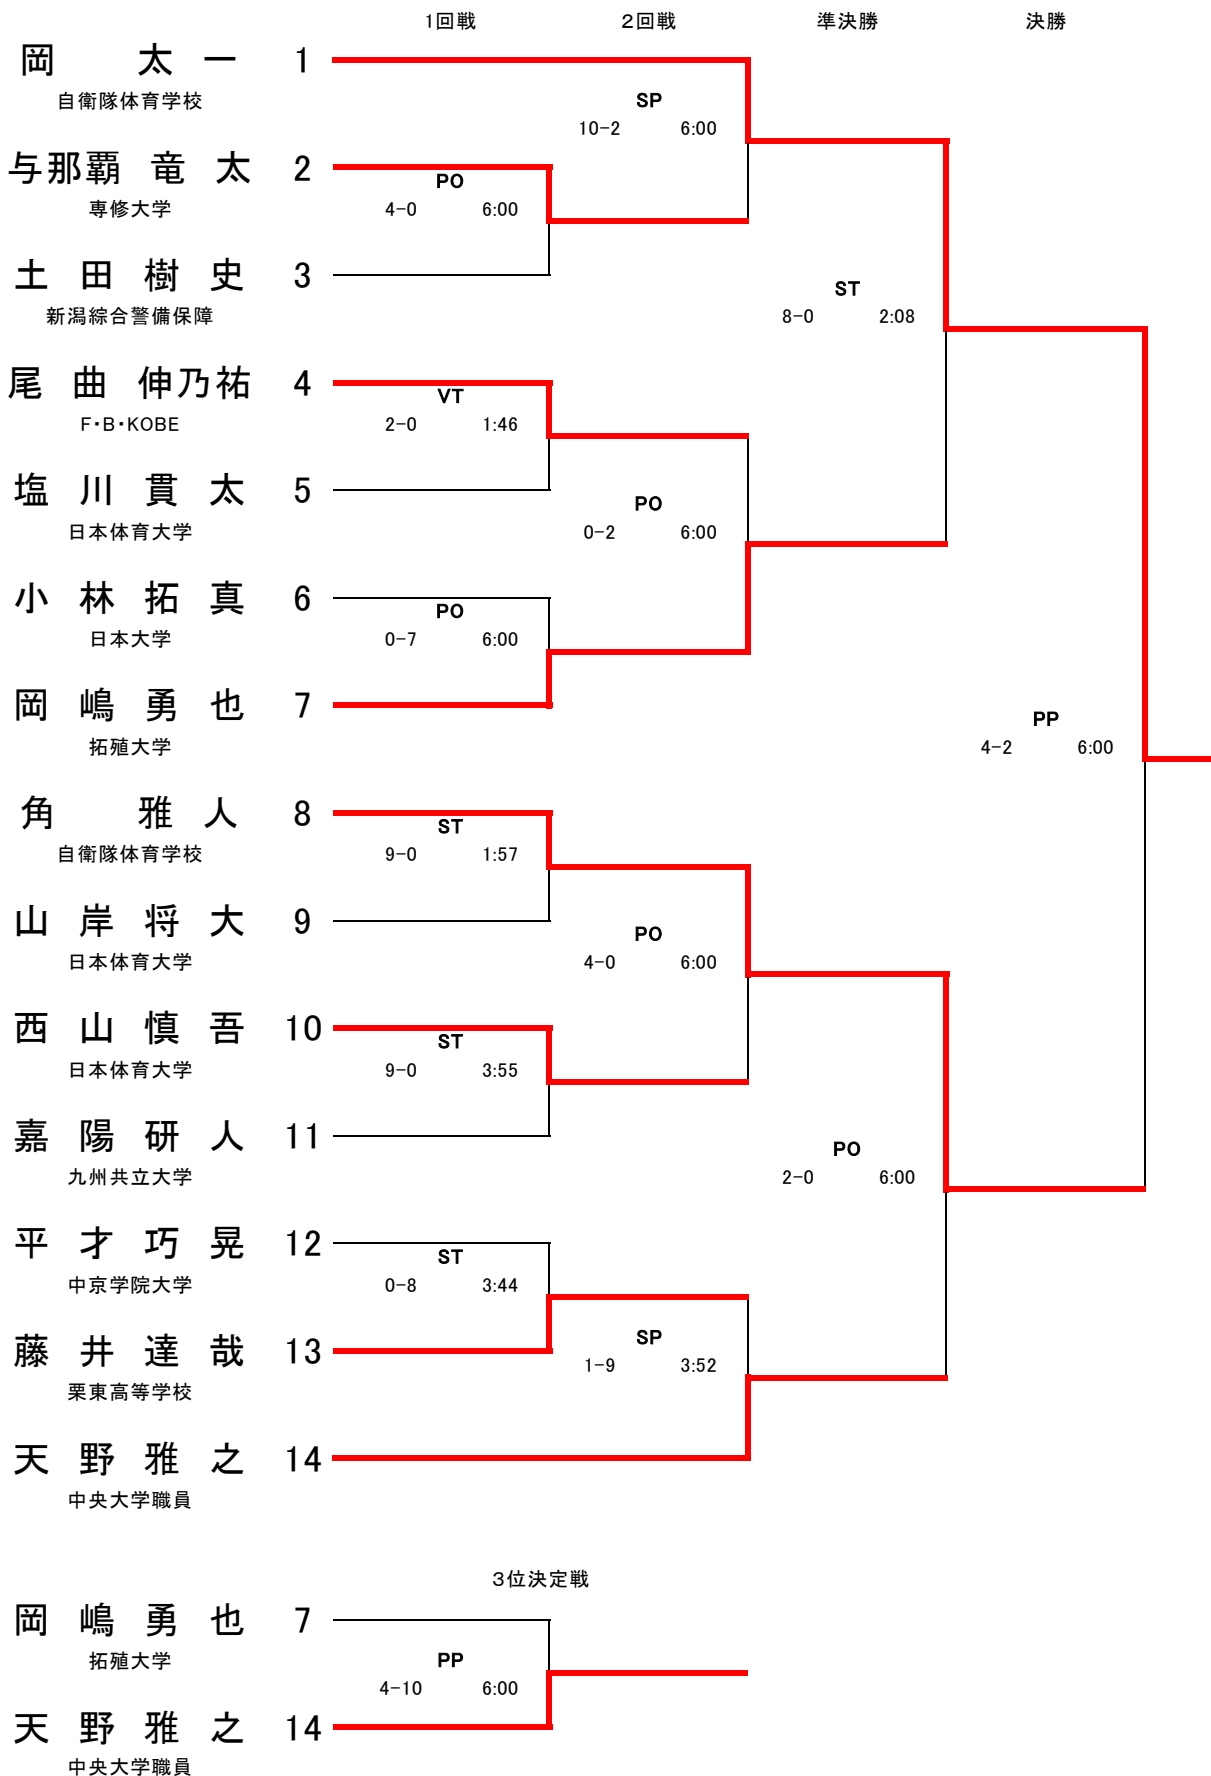 1回戦 2回戦 準決勝 決勝
岡 太 一 1
自衛隊体育学校
SP
10-2 6:00
与那覇 竜 太 2
専修大学
PO
4-0 6:00
土 田 樹 史 3
新潟綜合警備保障
ST
8-0 2:08
尾 曲 伸乃祐 4
F・B・KOBE
VT
2-0 1:46
塩 川 貫 太 5
日本体育大学
PO
0-2 6:00
小 林 拓 真 6
日本大学
PO
0-7 6:00
岡 嶋 勇 也 7
拓殖大学
PP
4-2 6:00
角 雅 人 8
自衛隊体育学校
ST
9-0 1:57
山 岸 将 大 9
日本体育大学
PO
4-0 6:00
西 山 慎 吾 10
日本体育大学
ST
9-0 3:55
嘉 陽 研 人 11
九州共立大学
PO
2-0 6:00
平 才 巧 晃 12
中京学院大学
ST
0-8 3:44
藤 井 達 哉 13
栗東高等学校
SP
1-9 3:52
天 野 雅 之 14
中央大学職員
3位決定戦
岡 嶋 勇 也 7
拓殖大学
PP
4-10 6:00
天 野 雅 之 14
中央大学職員